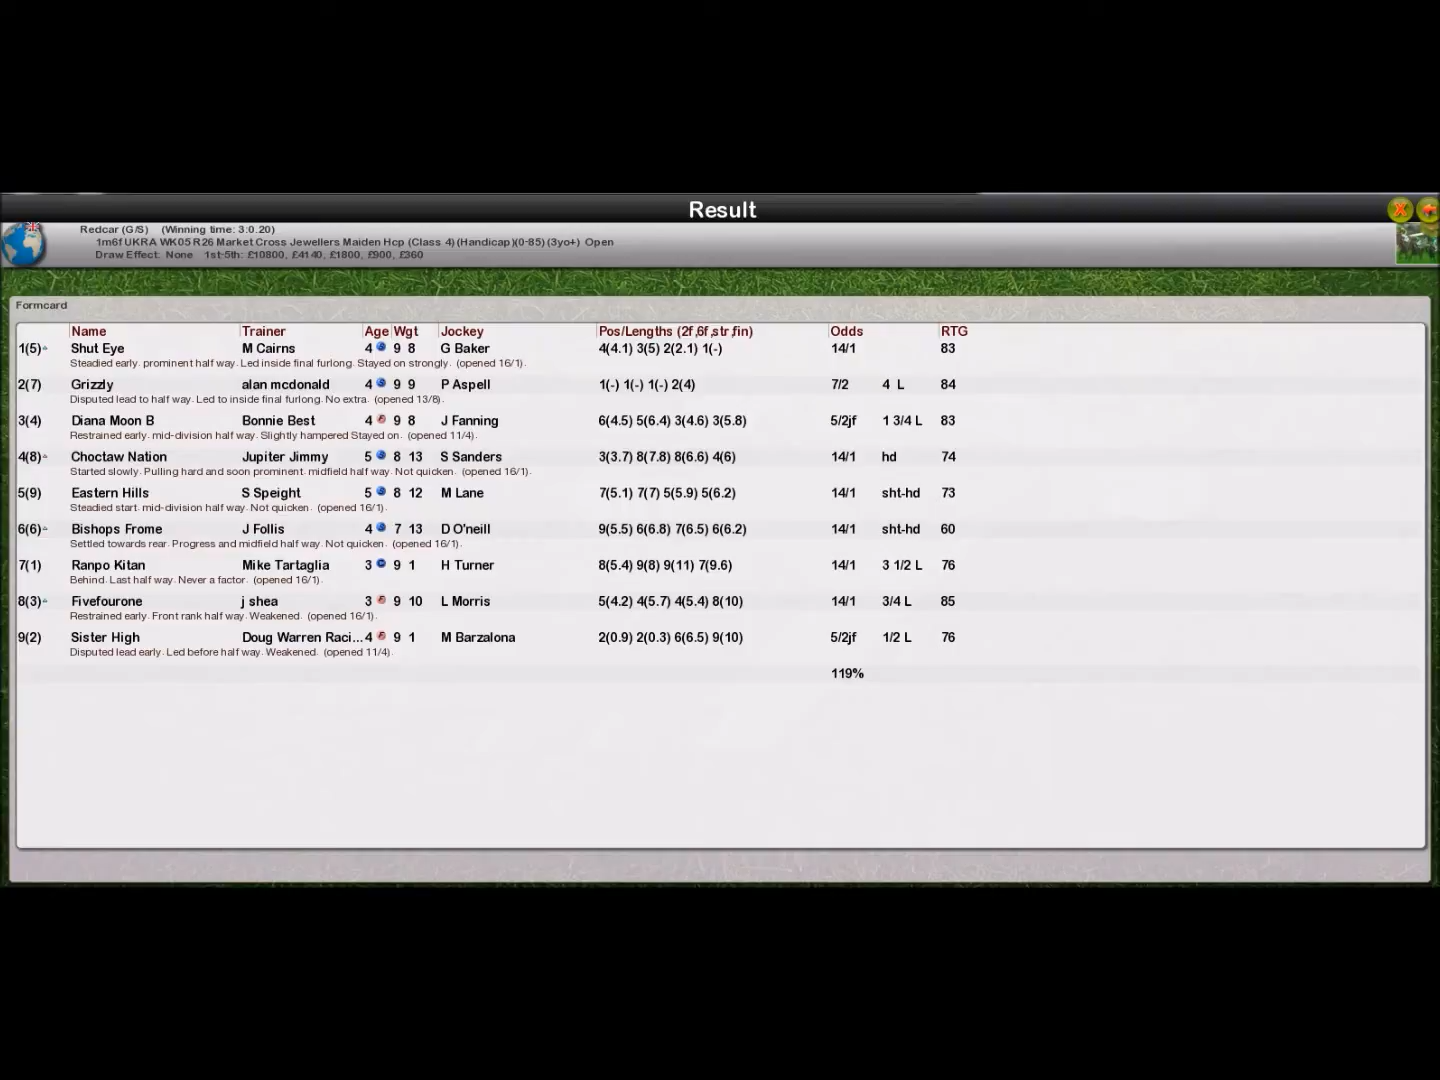 Result
Redcar (G/S) (Winning time: 3:0.20)
1m6f UKRA WK05 R26 Market Cross Jewellers Maiden Hcp (Class 4) (Handicap)(0-85) (3yo+) Open
Draw Effect: None 1st-5th: £10800, £4140, £1800, £900, £360
Formcard
Name Trainer Age Wgt Jockey Pos/Lengths (2f,6f,str,fin) Odds RTG
1(5) Shut Eye M Cairns 4 9 8 G Baker 4(4.1) 3(5) 2(2.1) 1(-) 14/1 83
Steadied early. prominent half way. Led inside final furlong. Stayed on strongly. (opened 16/1).
2(7) Grizzly alan mcdonald 4 9 9 P Aspell 1(-) 1(-) 1(-) 2(4) 7/2 4 L 84
Disputed lead to half way. Led to inside final furlong. No extra. (opened 13/8).
3(4) Diana Moon B Bonnie Best 4 9 8 J Fanning 6(4.5) 5(6.4) 3(4.6) 3(5.8) 5/2jf 1 3/4 L 83
Restrained early. mid-division half way. Slightly hampered Stayed on. (opened 11/4).
4(8) Choctaw Nation Jupiter Jimmy 5 8 13 S Sanders 3(3.7) 8(7.8) 8(6.6) 4(6) 14/1 hd 74
Started slowly. Pulling hard and soon prominent. midfield half way. Not quicken. (opened 16/1).
5(9) Eastern Hills S Speight 5 8 12 M Lane 7(5.1) 7(7) 5(5.9) 5(6.2) 14/1 sht-hd 73
Steadied start. mid-division half way. Not quicken. (opened 16/1).
6(6) Bishops Frome J Follis 4 7 13 D O'neill 9(5.5) 6(6.8) 7(6.5) 6(6.2) 14/1 sht-hd 60
Settled towards rear. Progress and midfield half way. Not quicken. (opened 16/1).
7(1) Ranpo Kitan Mike Tartaglia 3 9 1 H Turner 8(5.4) 9(8) 9(11) 7(9.6) 14/1 3 1/2 L 76
Behind. Last half way. Never a factor. (opened 16/1).
8(3) Fivefourone j shea 3 9 10 L Morris 5(4.2) 4(5.7) 4(5.4) 8(10) 14/1 3/4 L 85
Restrained early. Front rank half way. Weakened. (opened 16/1).
9(2) Sister High Doug Warren Raci... 4 9 1 M Barzalona 2(0.9) 2(0.3) 6(6.5) 9(10) 5/2jf 1/2 L 76
Disputed lead early. Led before half way. Weakened. (opened 11/4).
119%